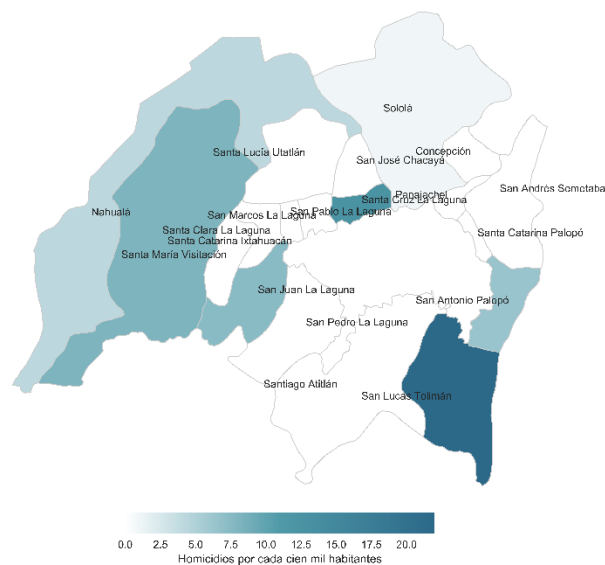 Sololá
Concepción
Santa Lucía Utatlán
San José Chacayá
San Andrés Semetabaj
Panajachel
Santa Cruz La Laguna
Nahualá
San Marcos La Laguna
San Pablo La Laguna
Santa Clara La Laguna
Santa Catarina Palopó
Santa Catarina Ixtahuacán
Santa María Visitación
San Juan La Laguna
San Antonio Palopó
San Pedro La Laguna
Santiago Atitlán
San Lucas Tolimán
0.0 2.5 5.0 7.5 10.0 12.5 15.0 17.5 20.0
Homicidios por cada cien mil habitantes